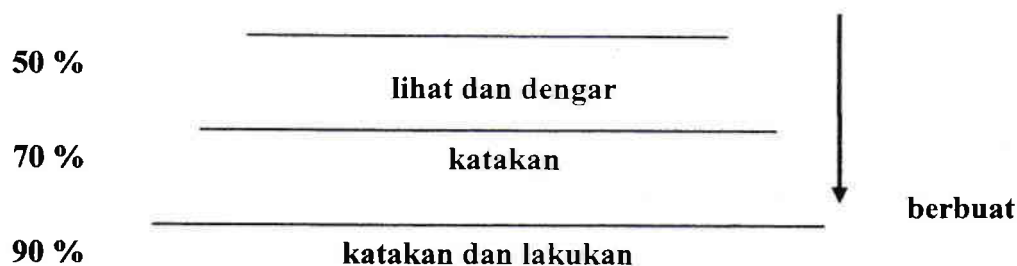 50 %
lihat dan dengar
70 %
katakan
berbuat
90 %
katakan dan lakukan